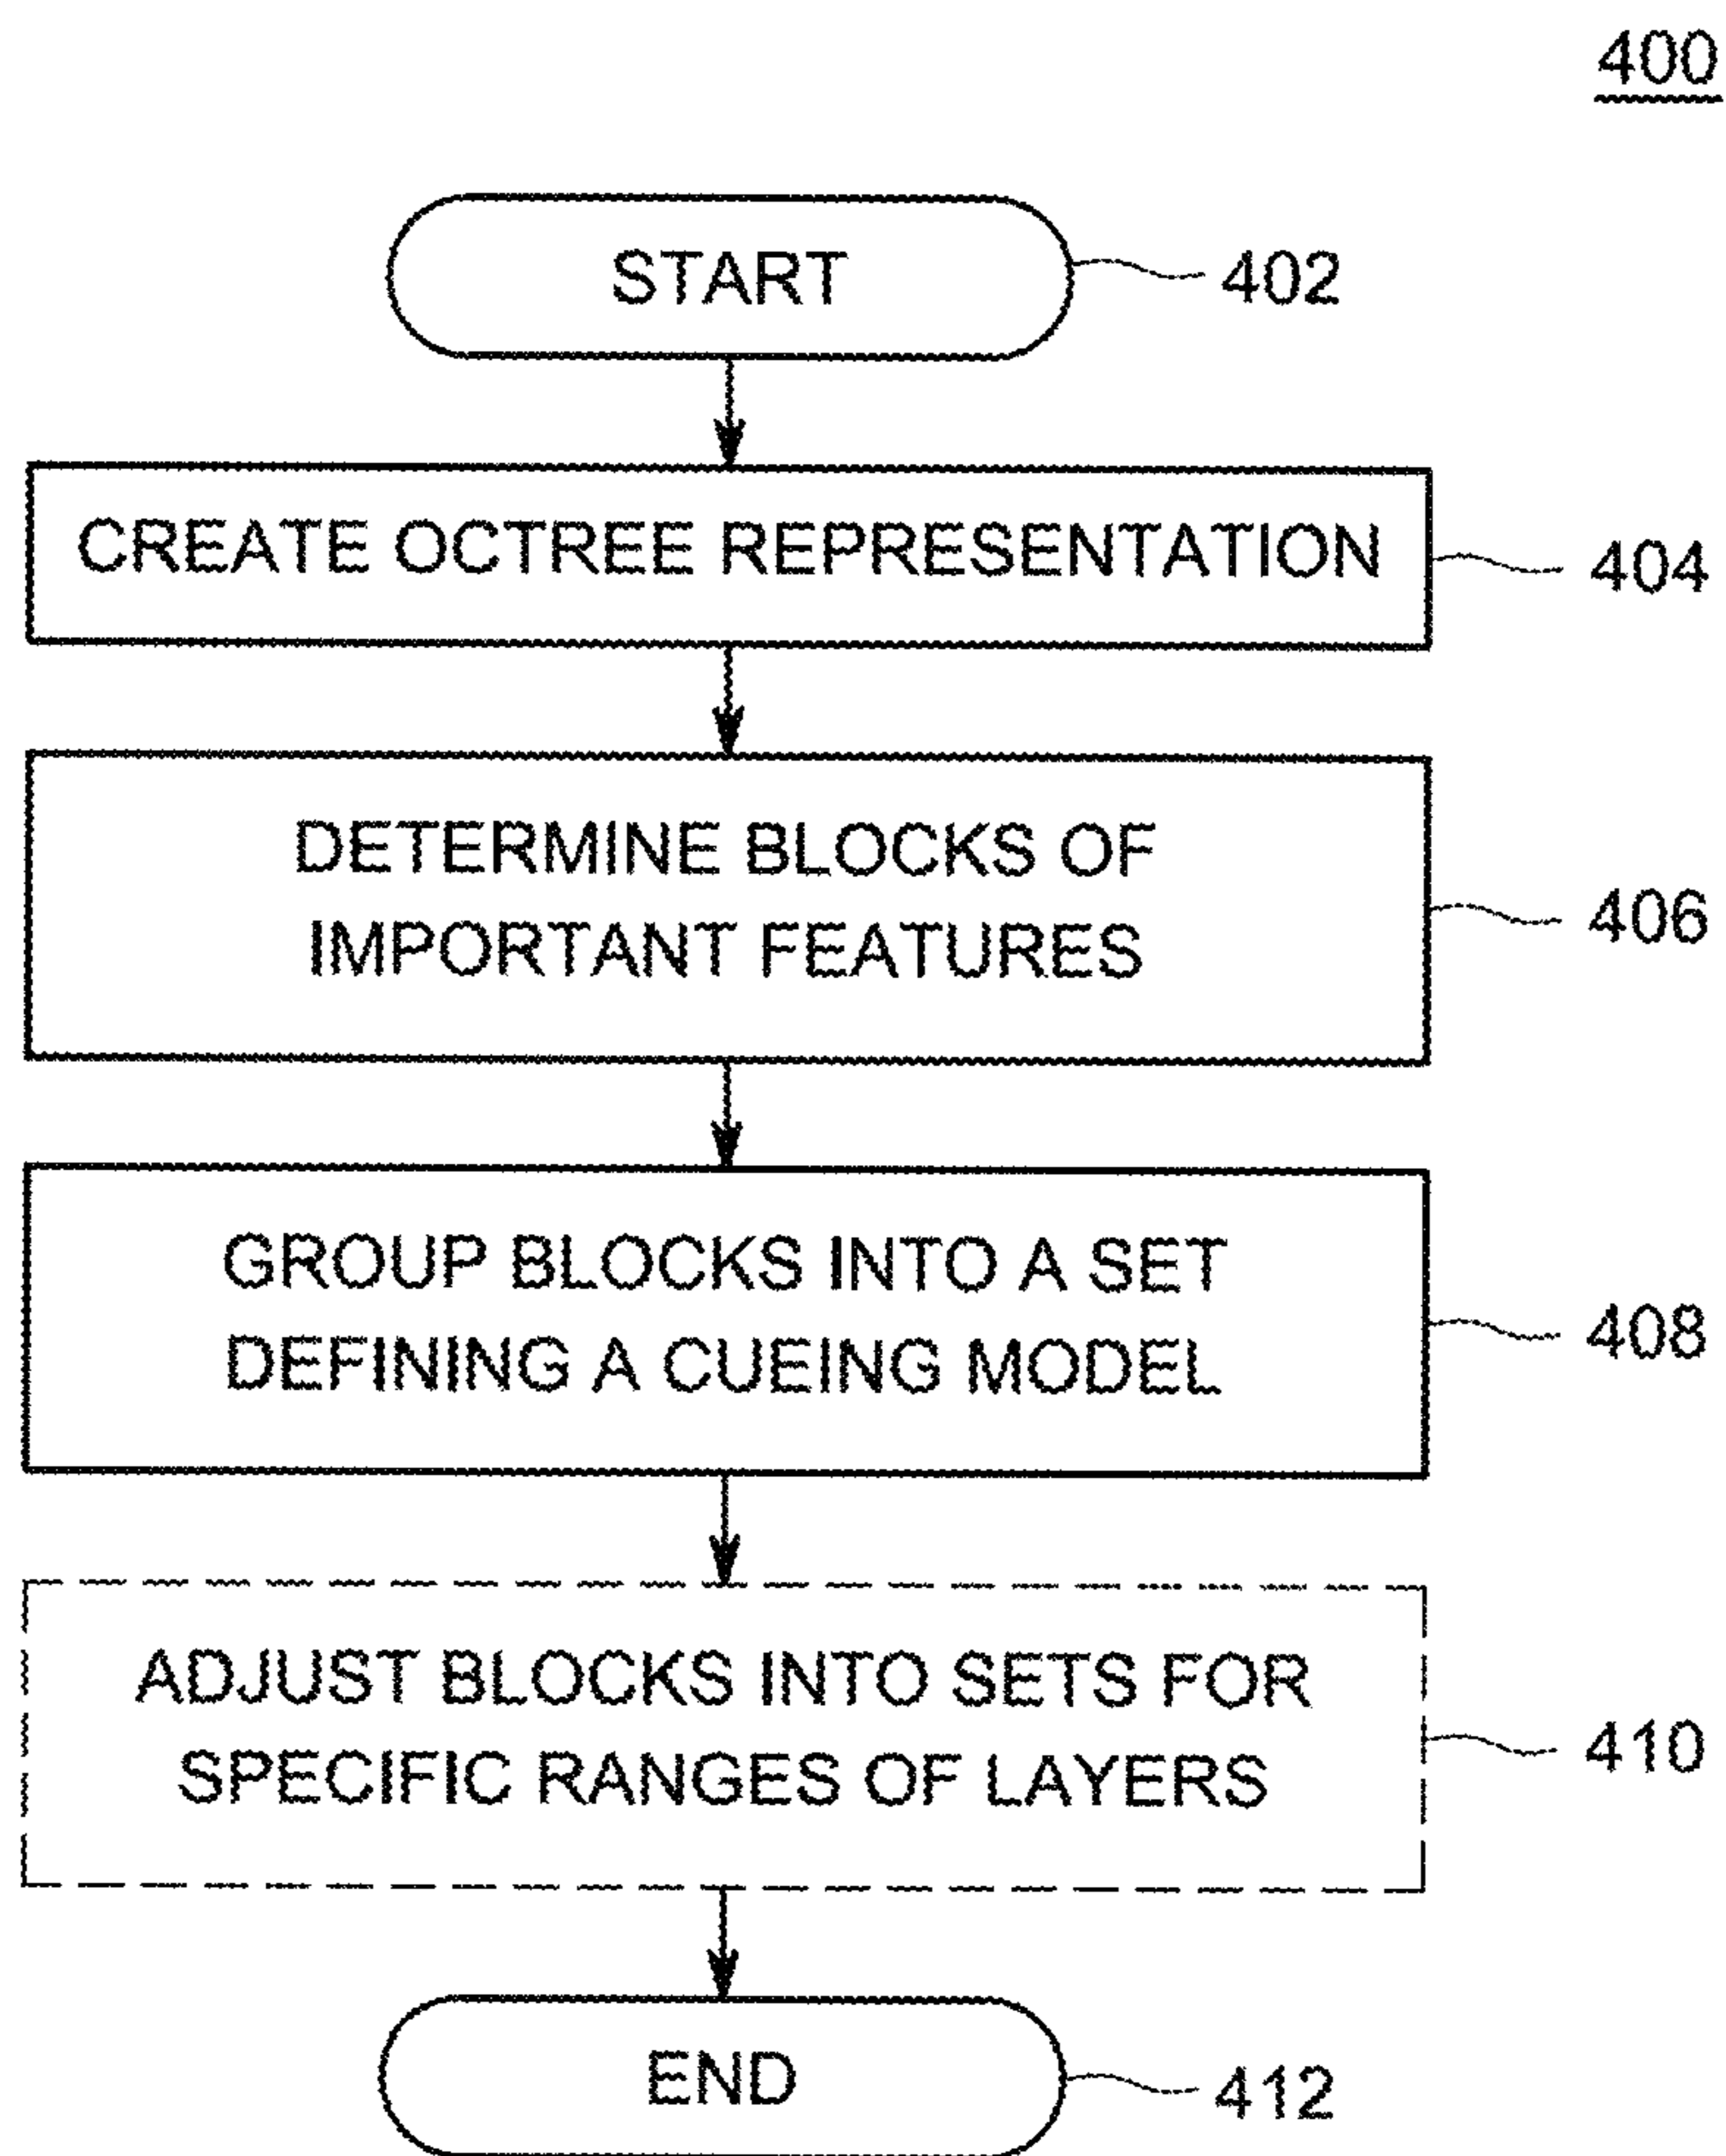 400
START
402
CREATE OCTREE REPRESENTATION
404
DETERMINE BLOCKS OF
IMPORTANT FEATURES
406
GROUP BLOCKS INTO A SET
DEFINING A CUEING MODEL
408
ADJUST BLOCKS INTO SETS FOR
SPECIFIC RANGES OF LAYERS
410
END
412